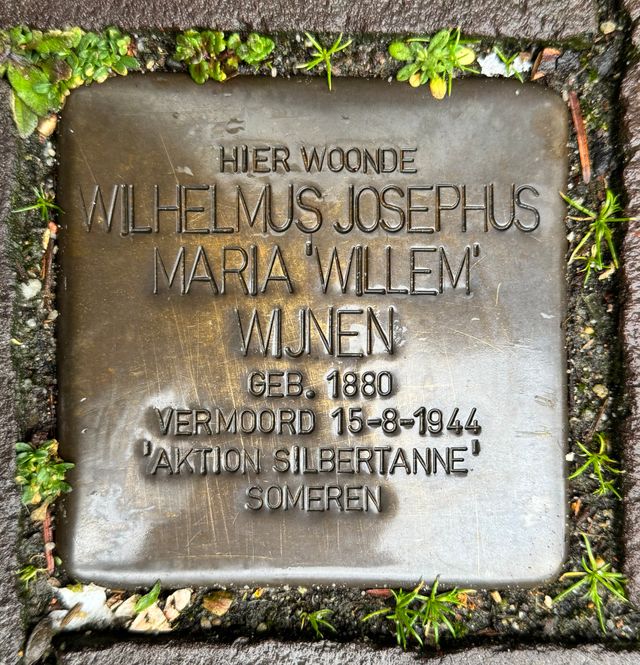 HIER WOONDE
WILHELMUS JOSEPHUS
MARIA 'WILLEM'
WIJNEN
GEB. 1880
VERMOORD 15-8-1944
'AKTION SILBERTANNE'
SOMEREN